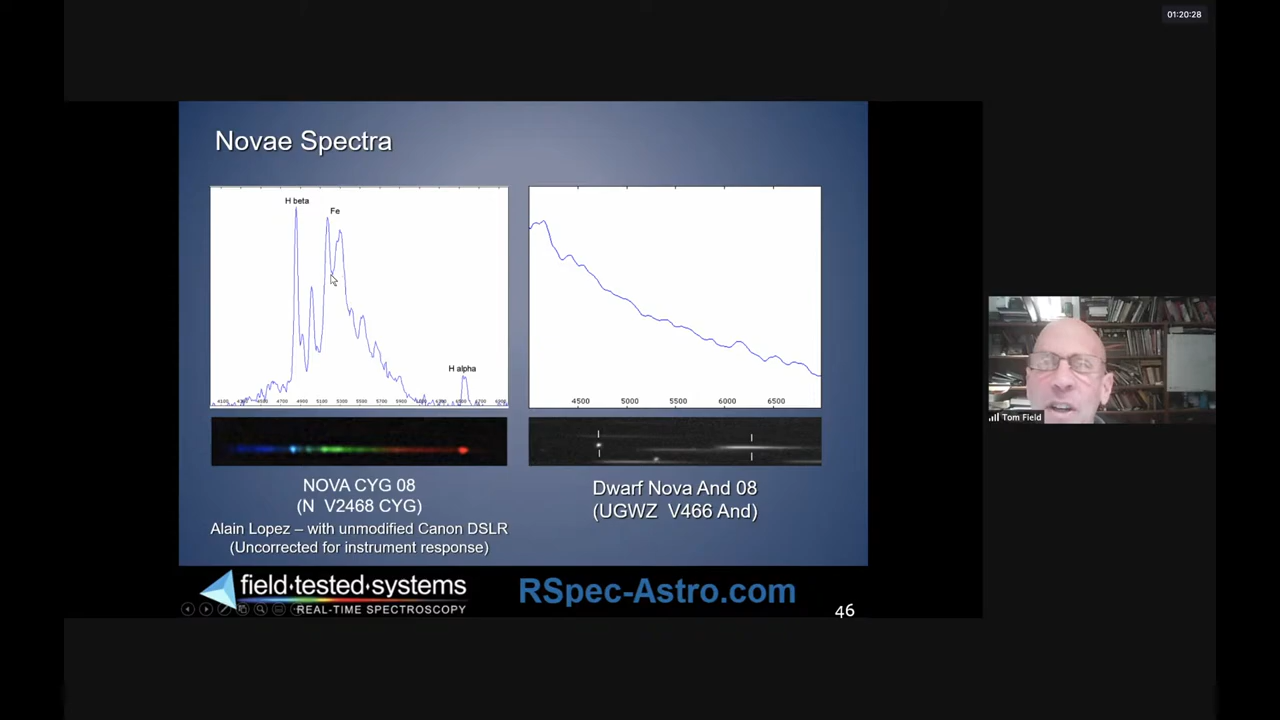 01:20:28
Novae Spectra
H beta
Fe
H alpha
4500 5000 5500 6000 6500
NOVA CYG 08
(N V2468 CYG)
Alain Lopez – with unmodified Canon DSLR
(Uncorrected for instrument response)
Dwarf Nova And 08
(UGWZ V466 And)
Tom Field
field·tested·systems
REAL-TIME SPECTROSCOPY
RSpec-Astro.com
46